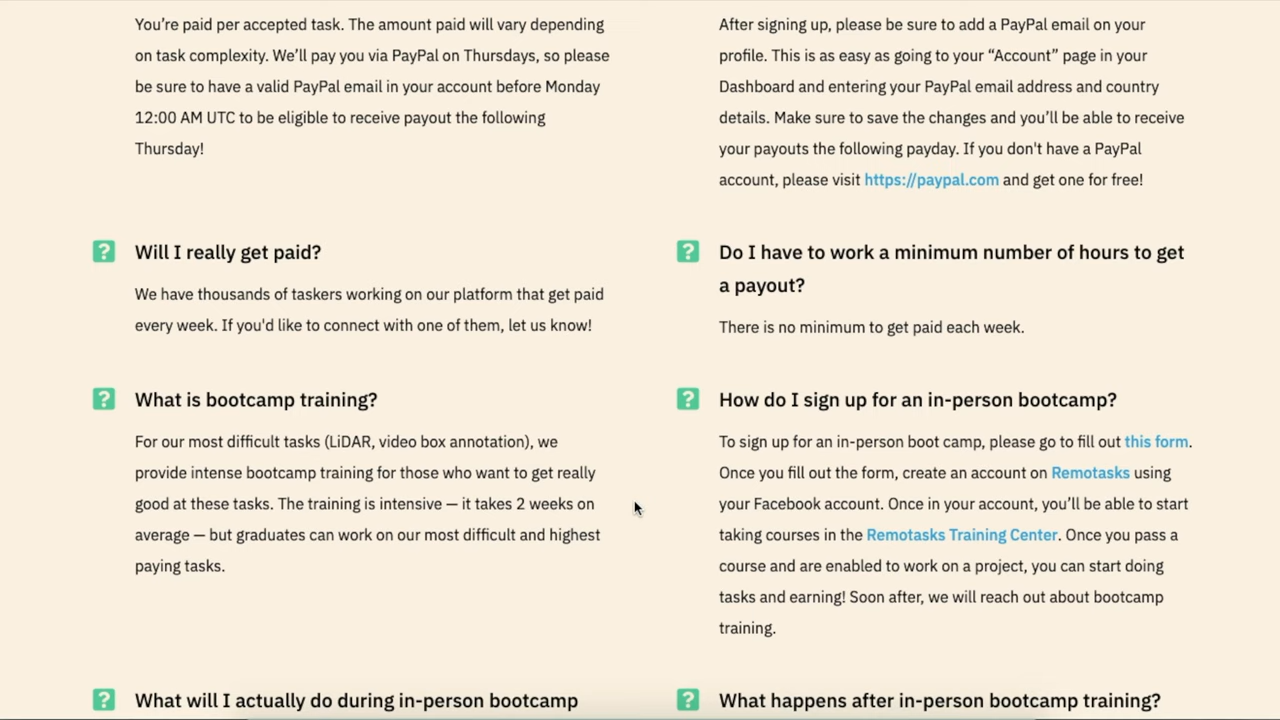 You’re paid per accepted task. The amount paid will vary depending
on task complexity. We’ll pay you via PayPal on Thursdays, so please
be sure to have a valid PayPal email in your account before Monday
12:00 AM UTC to be eligible to receive payout the following
Thursday!
After signing up, please be sure to add a PayPal email on your
profile. This is as easy as going to your “Account” page in your
Dashboard and entering your PayPal email address and country
details. Make sure to save the changes and you’ll be able to receive
your payouts the following payday. If you don't have a PayPal
account, please visit https://paypal.com and get one for free!
Will I really get paid?
We have thousands of taskers working on our platform that get paid
every week. If you'd like to connect with one of them, let us know!
Do I have to work a minimum number of hours to get
a payout?
There is no minimum to get paid each week.
What is bootcamp training?
For our most difficult tasks (LiDAR, video box annotation), we
provide intense bootcamp training for those who want to get really
good at these tasks. The training is intensive — it takes 2 weeks on
average — but graduates can work on our most difficult and highest
paying tasks.
How do I sign up for an in-person bootcamp?
To sign up for an in-person boot camp, please go to fill out this form.
Once you fill out the form, create an account on Remotasks using
your Facebook account. Once in your account, you’ll be able to start
taking courses in the Remotasks Training Center. Once you pass a
course and are enabled to work on a project, you can start doing
tasks and earning! Soon after, we will reach out about bootcamp
training.
What will I actually do during in-person bootcamp
What happens after in-person bootcamp training?